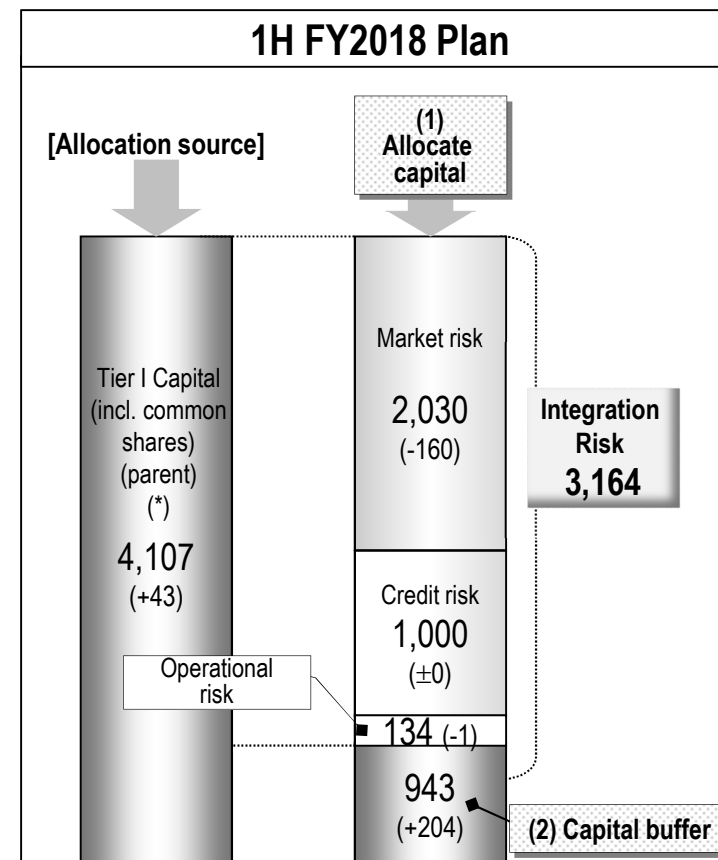 1H FY2018 Plan
[Allocation source]
(1)
Allocate
capital
Tier I Capital
(incl. common
shares)
(parent)
(*)
4,107
(+43)
Market risk
2,030
(-160)
Integration
Risk
3,164
Credit risk
1,000
(±0)
Operational
risk
134 (-1)
943
(+204)
(2) Capital buffer